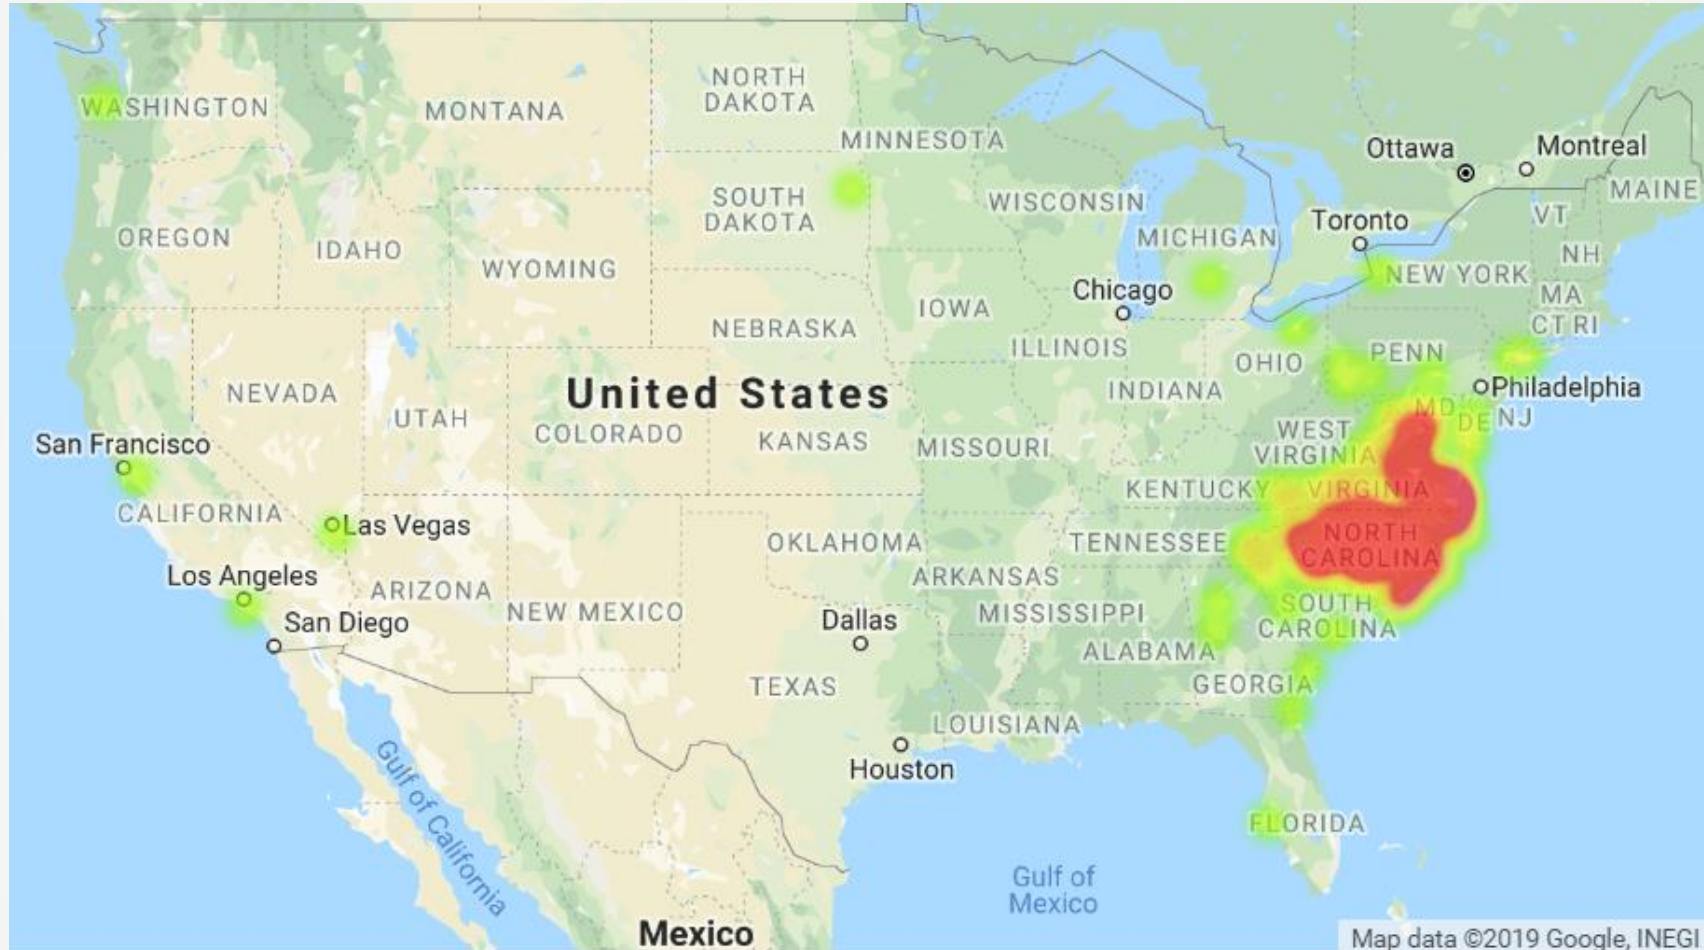 NORTH
DAKOTA
WASHINGTON
MONTANA
MINNESOTA
Ottawa
Montreal
MAINE
SOUTH
DAKOTA
WISCONSIN
VT
OREGON
IDAHO
MICHIGAN
Toronto
NH
WYOMING
NEW YORK
Chicago
MA
CT RI
IOWA
NEBRASKA
ILLINOIS
OHIO
PENN
NEVADA
United States
INDIANA
Philadelphia
UTAH
COLORADO
KANSAS
MISSOURI
WEST
VIRGINIA
MD
DE
NJ
San Francisco
KENTUCKY
VIRGINIA
CALIFORNIA
Las Vegas
OKLAHOMA
TENNESSEE
NORTH
CAROLINA
Los Angeles
ARIZONA
NEW MEXICO
ARKANSAS
San Diego
Dallas
MISSISSIPPI
SOUTH
CAROLINA
ALABAMA
TEXAS
GEORGIA
LOUISIANA
Houston
Gulf of California
FLORIDA
Gulf of
Mexico
Mexico
Map data ©2019 Google, INEGI